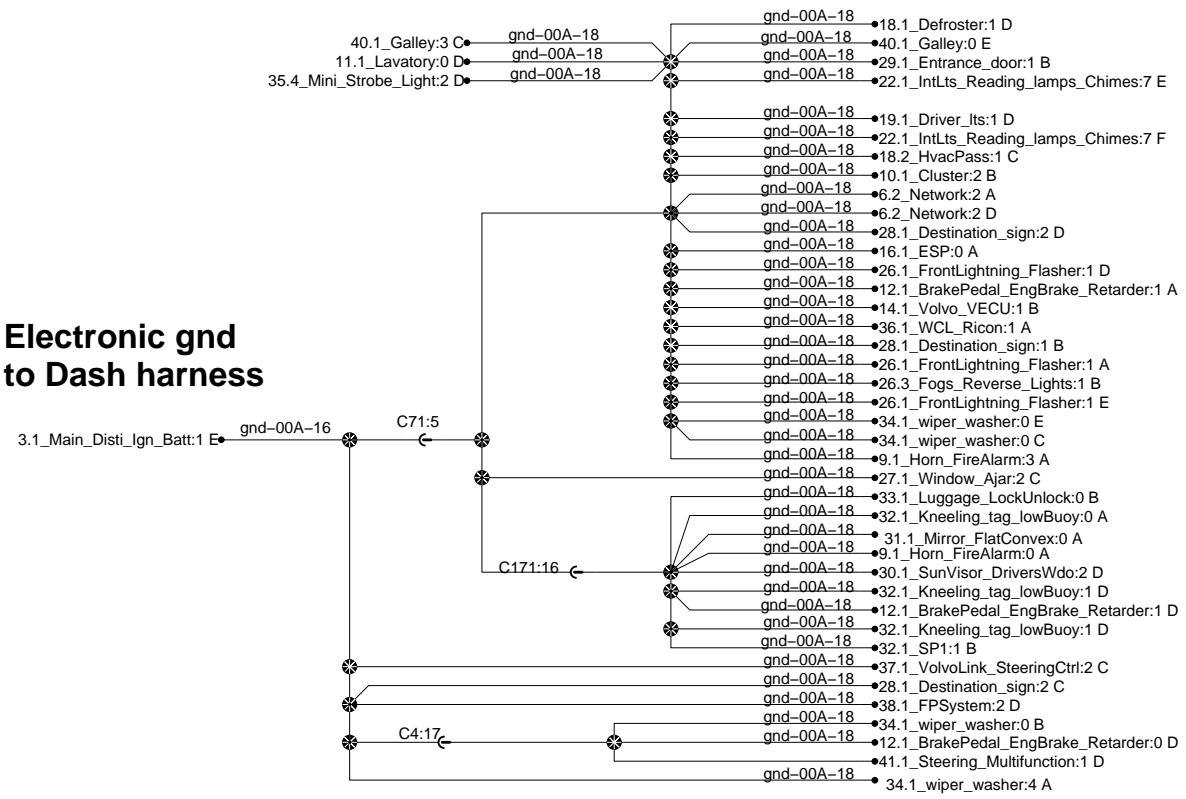 gnd–00A–18
18.1_Defroster:1 D
40.1_Galley:3 C
gnd–00A–18
gnd–00A–18
40.1_Galley:0 E
11.1_Lavatory:0 D
gnd–00A–18
gnd–00A–18
29.1_Entrance_door:1 B
35.4_Mini_Strobe_Light:2 D
gnd–00A–18
gnd–00A–18
22.1_IntLts_Reading_lamps_Chimes:7 E
gnd–00A–18
19.1_Driver_lts:1 D
gnd–00A–18
22.1_IntLts_Reading_lamps_Chimes:7 F
gnd–00A–18
18.2_HvacPass:1 C
gnd–00A–18
10.1_Cluster:2 B
gnd–00A–18
6.2_Network:2 A
gnd–00A–18
6.2_Network:2 D
gnd–00A–18
28.1_Destination_sign:2 D
gnd–00A–18
16.1_ESP:0 A
gnd–00A–18
26.1_FrontLightning_Flasher:1 D
gnd–00A–18
12.1_BrakePedal_EngBrake_Retarder:1 A
gnd–00A–18
14.1_Volvo_VECU:1 B
gnd–00A–18
36.1_WCL_Ricon:1 A
gnd–00A–18
28.1_Destination_sign:1 B
gnd–00A–18
26.1_FrontLightning_Flasher:1 A
gnd–00A–18
26.3_Fogs_Reverse_Lights:1 B
gnd–00A–18
26.1_FrontLightning_Flasher:1 E
gnd–00A–18
34.1_wiper_washer:0 E
gnd–00A–18
34.1_wiper_washer:0 C
gnd–00A–18
9.1_Horn_FireAlarm:3 A
Electronic gnd
to Dash harness
3.1_Main_Disti_Ign_Batt:1 E
gnd–00A–16
C71:5
gnd–00A–18
27.1_Window_Ajar:2 C
gnd–00A–18
33.1_Luggage_LockUnlock:0 B
gnd–00A–18
32.1_Kneeling_tag_lowBuoy:0 A
gnd–00A–18
31.1_Mirror_FlatConvex:0 A
gnd–00A–18
9.1_Horn_FireAlarm:0 A
C171:16
gnd–00A–18
30.1_SunVisor_DriversWdo:2 D
gnd–00A–18
32.1_Kneeling_tag_lowBuoy:1 D
gnd–00A–18
12.1_BrakePedal_EngBrake_Retarder:1 D
gnd–00A–18
32.1_Kneeling_tag_lowBuoy:1 D
gnd–00A–18
32.1_SP1:1 B
gnd–00A–18
37.1_VolvoLink_SteeringCtrl:2 C
gnd–00A–18
28.1_Destination_sign:2 C
gnd–00A–18
38.1_FPSystem:2 D
gnd–00A–18
34.1_wiper_washer:0 B
C4:17
gnd–00A–18
12.1_BrakePedal_EngBrake_Retarder:0 D
gnd–00A–18
41.1_Steering_Multifunction:1 D
gnd–00A–18
34.1_wiper_washer:4 A